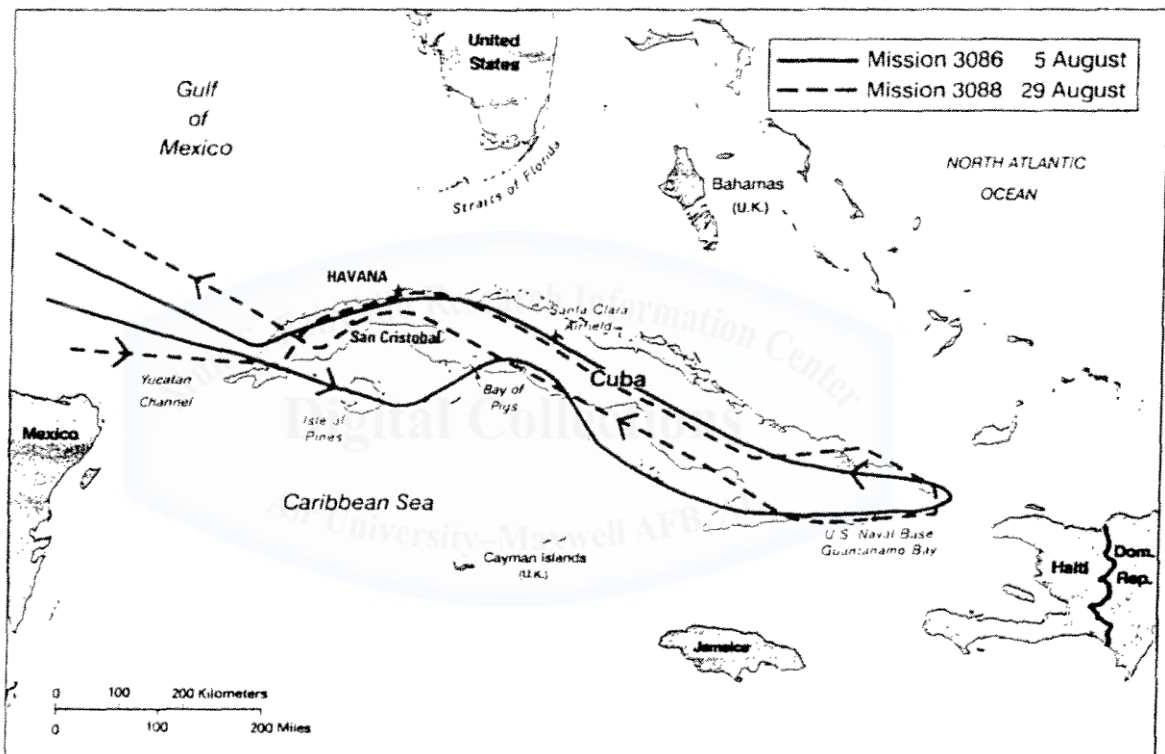 United
States
Mission 3086 5 August
Mission 3088 29 August
Gulf
of
Mexico
Straits of Florida
Bahamas
(U.K.)
NORTH ATLANTIC
OCEAN
HAVANA
Santa Clara
Airfield
San Cristobal
Cuba
Yucatan
Channel
Isle of
Pines
Bay of
Pigs
Mexico
Caribbean Sea
Cayman Islands
(U.K.)
U.S. Naval Base
Guantanamo Bay
Haiti
Dom.
Rep.
Jamaica
0 100 200 Kilometers
0 100 200 Miles
Research Information Center
Digital Collections
Air University–Maxwell AFB